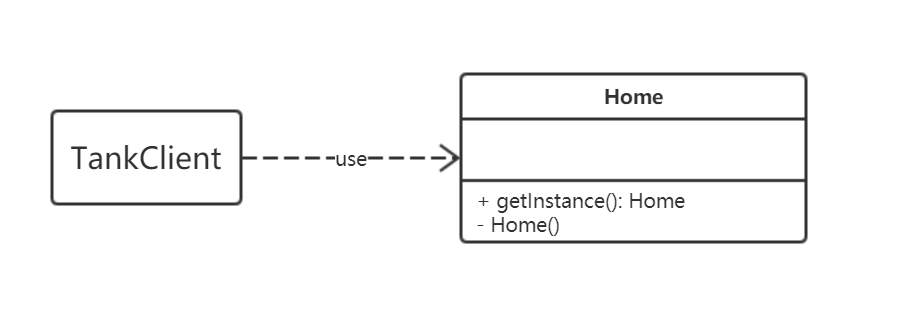 TankClient
use
Home
+ getInstance(): Home
- Home()